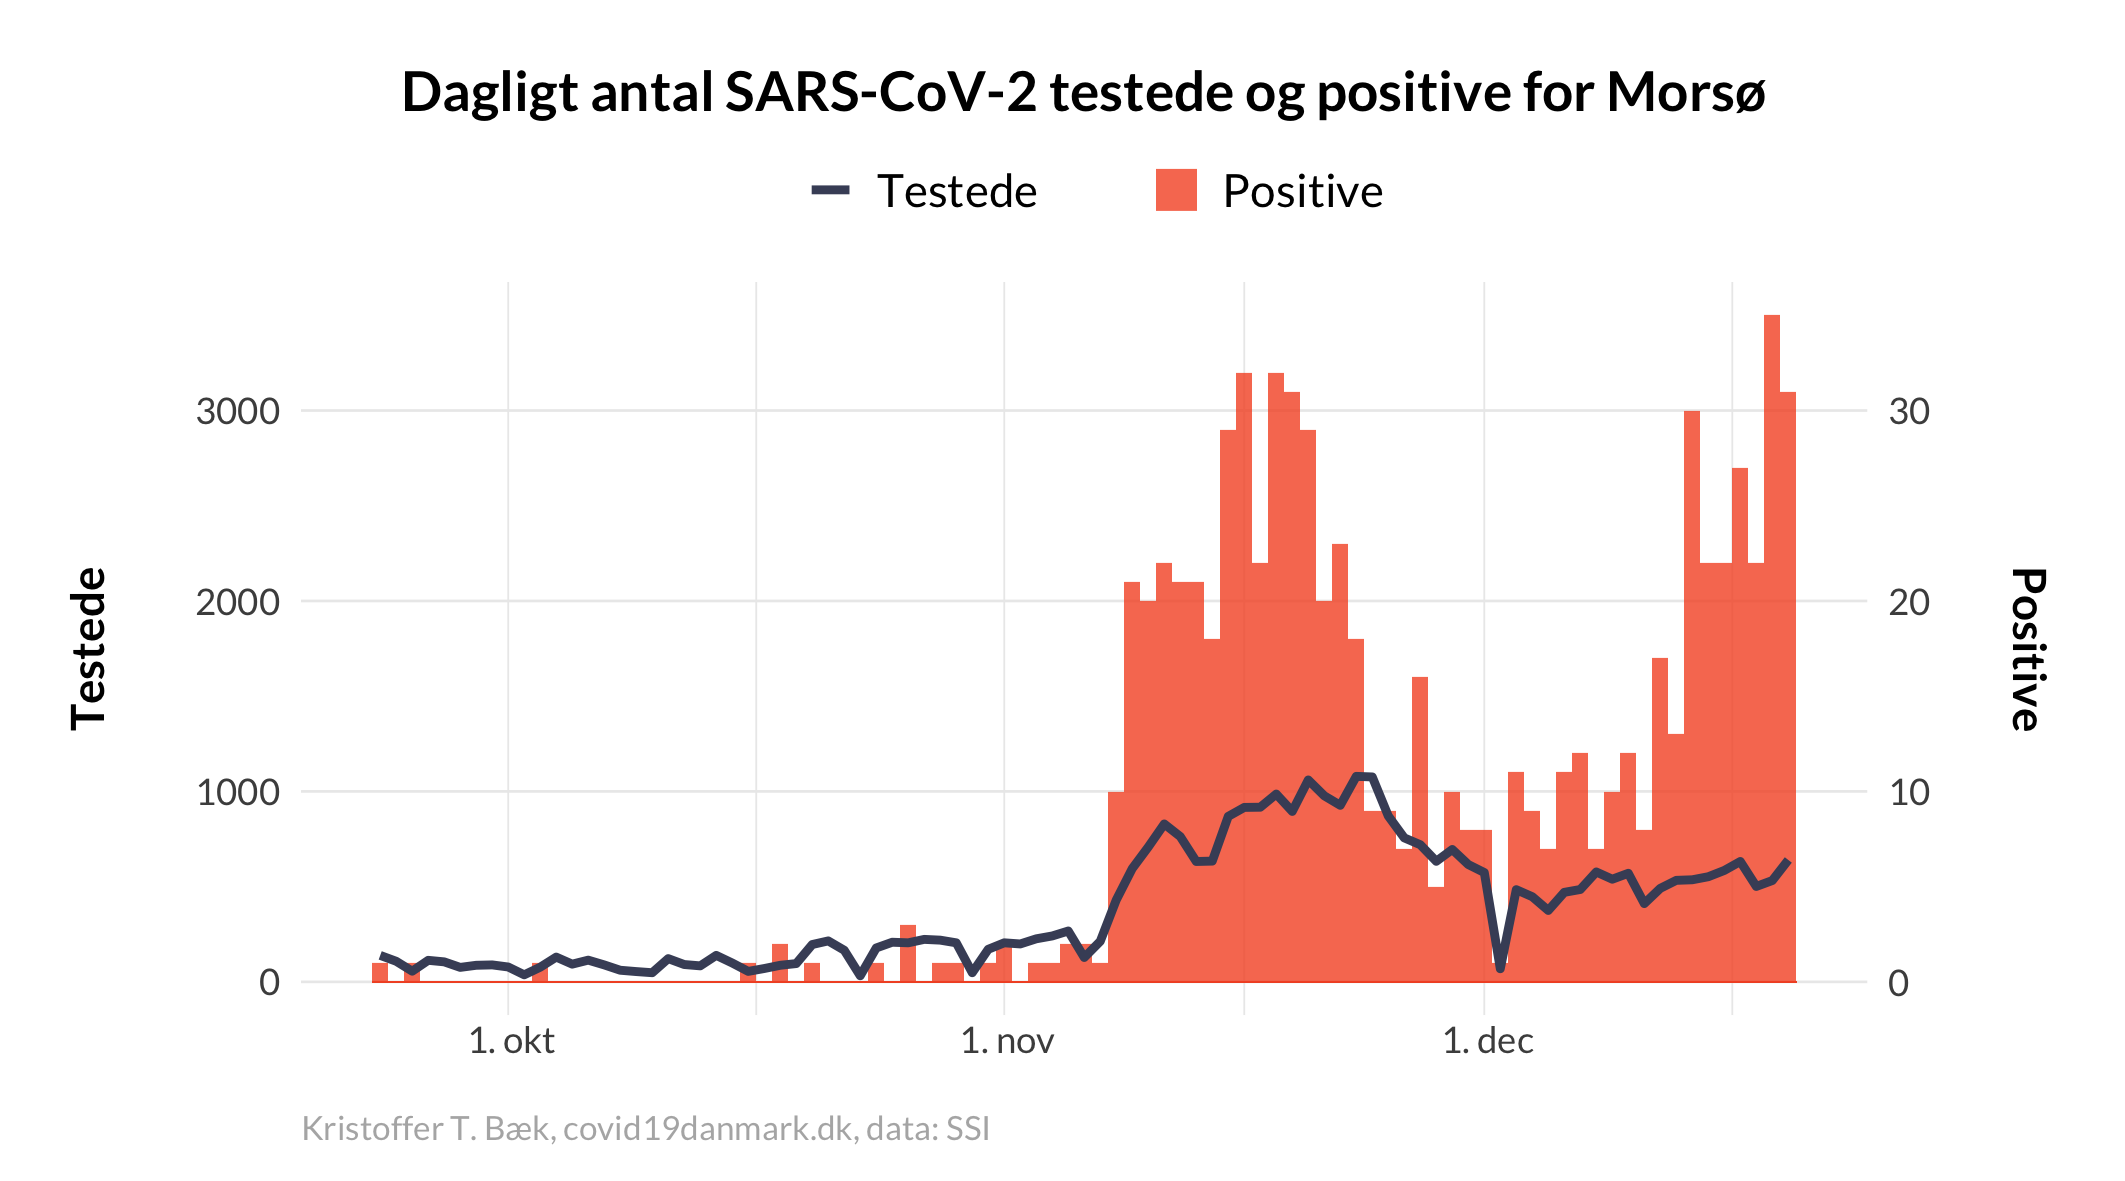 Dagligt antal SARS-CoV-2 testede og positive for Morsø
Testede
Positive
Testede
3000
2000
1000
0
30
20
10
0
Positive
1. okt
1. nov
1. dec
Kristoffer T. Bæk, covid19danmark.dk, data: SSI